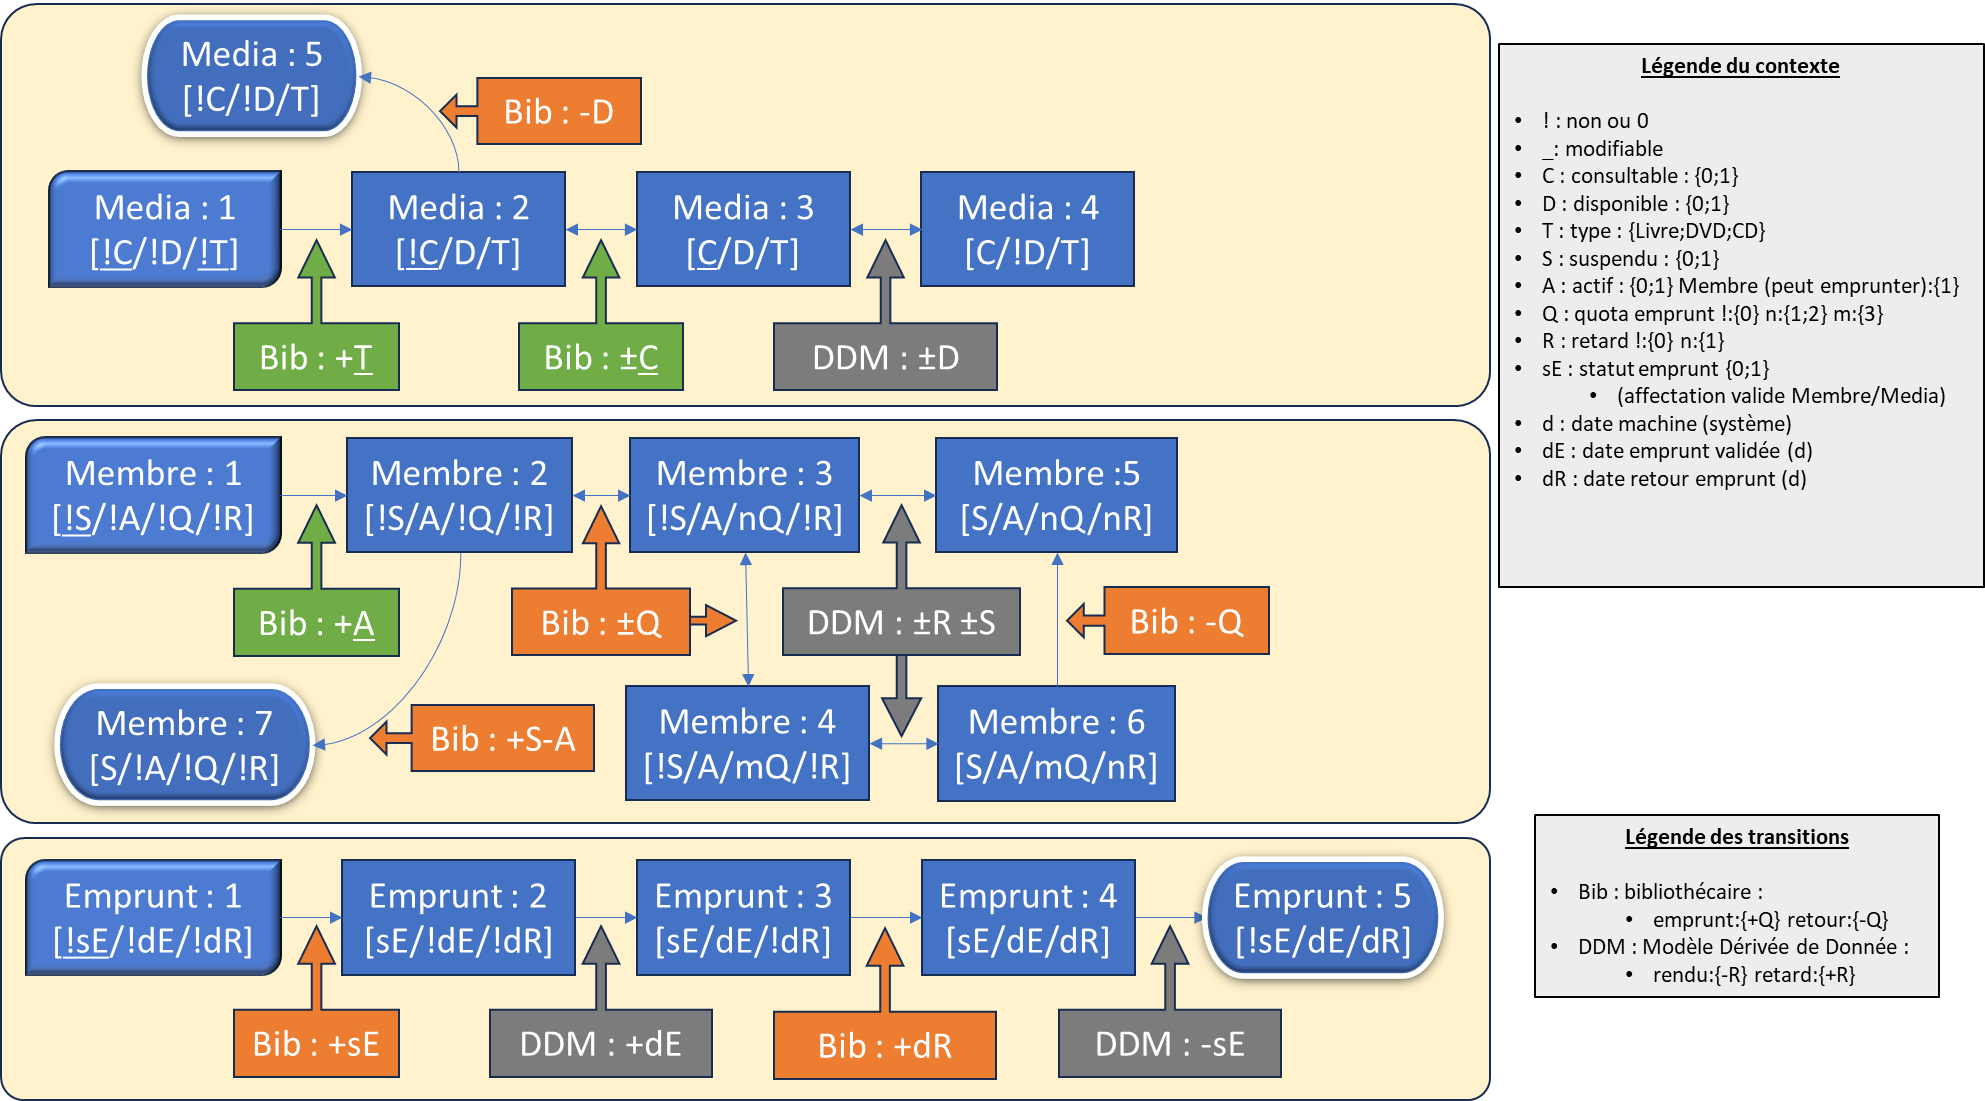 Media : 5
[!C/!D/T]
Bib : -D
Media : 1
[!C/!D/!T]
Media : 2
[!C/D/T]
Media : 3
[C/D/T]
Media : 4
[C/!D/T]
Bib : +T
Bib : ±C
DDM : ±D
Membre : 1
[!S/!A/!Q/!R]
Membre : 2
[!S/A/!Q/!R]
Membre : 3
[!S/A/nQ/!R]
Membre :5
[S/A/nQ/nR]
Bib : +A
Bib : ±Q
DDM : ±R ±S
Bib : -Q
Membre : 7
[S/!A/!Q/!R]
Bib : +S-A
Membre : 4
[!S/A/mQ/!R]
Membre : 6
[S/A/mQ/nR]
Emprunt : 1
[!sE/!dE/!dR]
Emprunt : 2
[sE/!dE/!dR]
Emprunt : 3
[sE/dE/!dR]
Emprunt : 4
[sE/dE/dR]
Emprunt : 5
[!sE/dE/dR]
Bib : +sE
DDM : +dE
Bib : +dR
DDM : -sE
Légende du contexte
• ! : non ou 0
• _: modifiable
• C : consultable : {0;1}
• D : disponible : {0;1}
• T : type : {Livre;DVD;CD}
• S : suspendu : {0;1}
• A : actif : {0;1} Membre (peut emprunter):{1}
• Q : quota emprunt !:{0} n:{1;2} m:{3}
• R : retard !:{0} n:{1}
• sE : statut emprunt {0;1}
• (affectation valide Membre/Media)
• d : date machine (système)
• dE : date emprunt validée (d)
• dR : date retour emprunt (d)
Légende des transitions
• Bib : bibliothécaire :
• emprunt:{+Q} retour:{-Q}
• DDM : Modèle Dérivée de Donnée :
• rendu:{-R} retard:{+R}